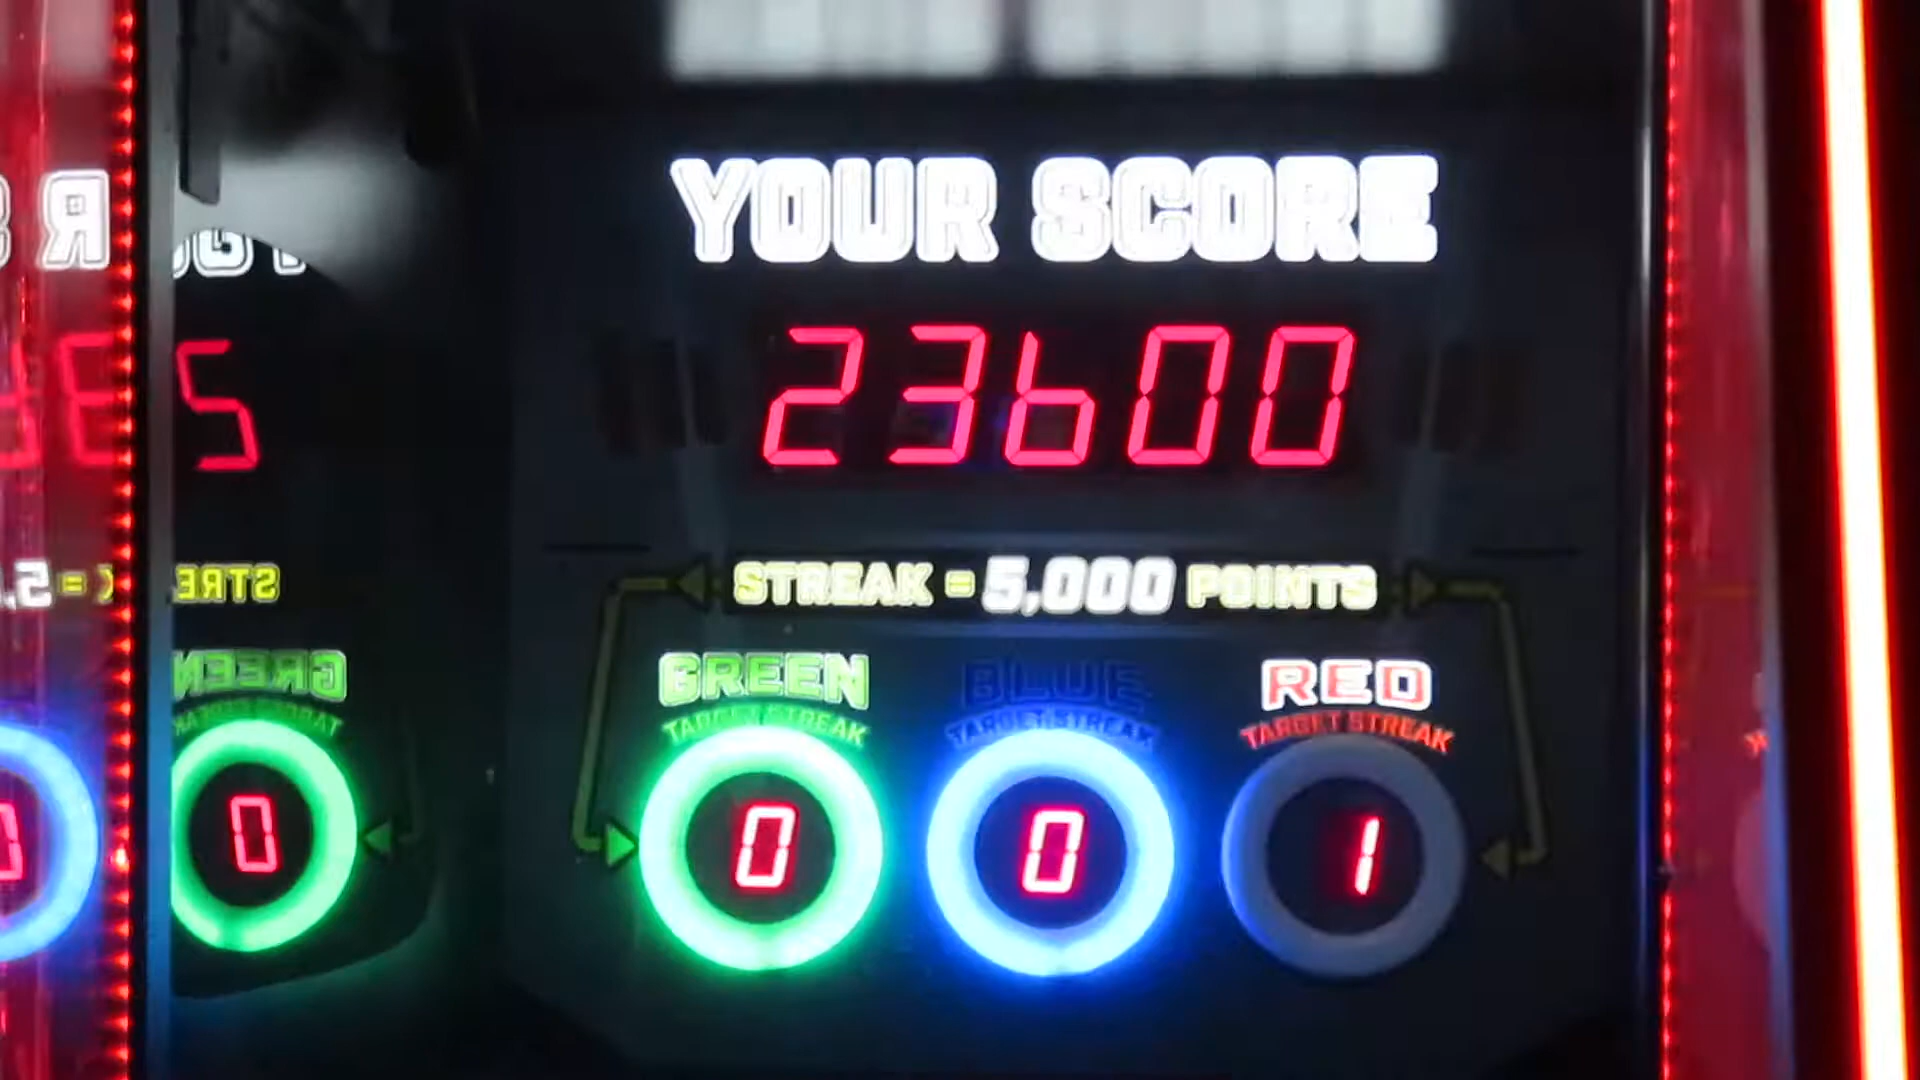 YOUR SCORE
23600
STREAK = 5,000 POINTS
GREEN
TARGET STREAK
0
BLUE
TARGET STREAK
0
RED
TARGET STREAK
1